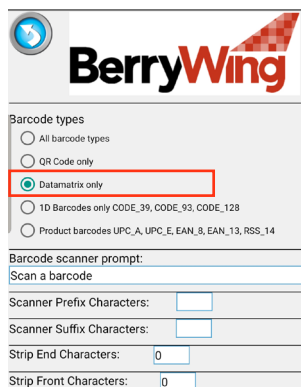 BerryWing
Barcode types
All barcode types
QR Code only
Datamatrix only
1D Barcodes only CODE_39, CODE_93, CODE_128
Product barcodes UPC_A, UPC_E, EAN_8, EAN_13, RSS_14
Barcode scanner prompt:
Scan a barcode
Scanner Prefix Characters:
Scanner Suffix Characters:
Strip End Characters: 0
Strip Front Characters: 0